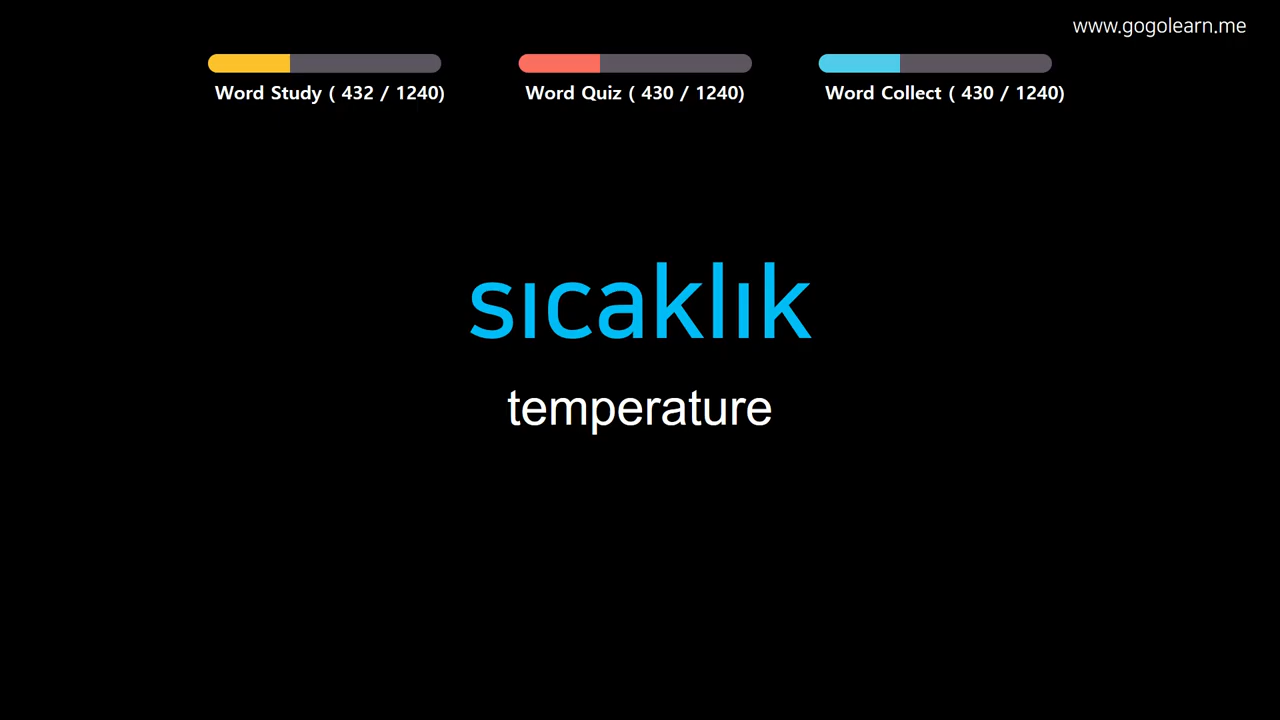 www.gogolearn.me
Word Study ( 432 / 1240)
Word Quiz ( 430 / 1240)
Word Collect ( 430 / 1240)
sıcaklık
temperature